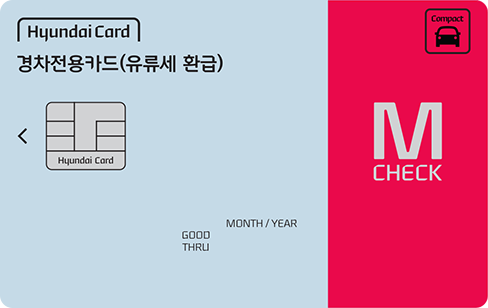 Hyundai Card
경차전용카드(유류세 환급)
Compact
Hyundai Card
M
CHECK
MONTH / YEAR
GOOD
THRU